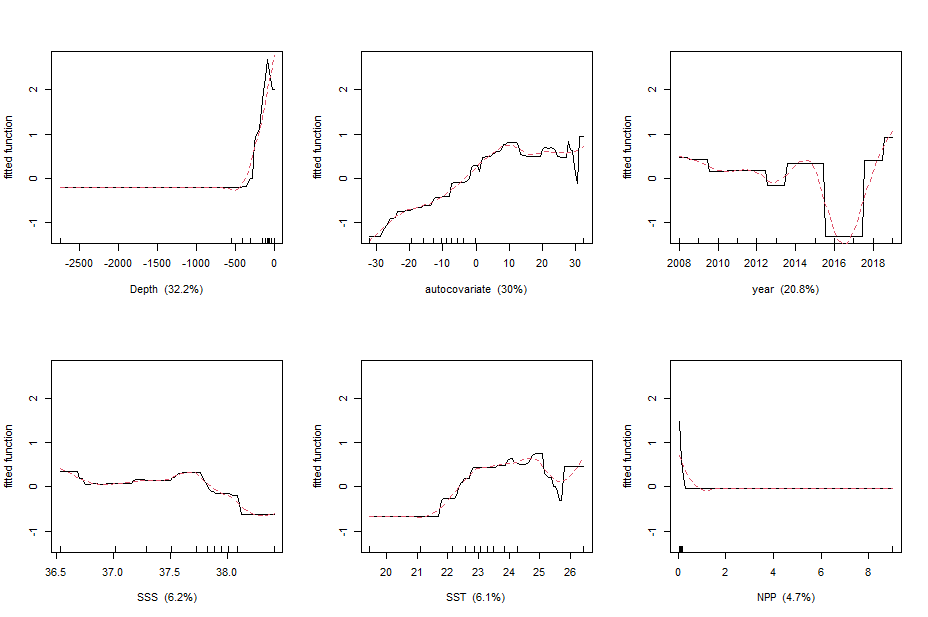 fitted function
2
1
0
-1
-2500 -2000 -1500 -1000 -500 0
Depth (32.2%)
fitted function
2
1
0
-1
-30 -20 -10 0 10 20 30
autocovariate (30%)
fitted function
2
1
0
-1
2008 2010 2012 2014 2016 2018
year (20.8%)
fitted function
2
1
0
-1
36.5 37.0 37.5 38.0
SSS (6.2%)
fitted function
2
1
0
-1
20 21 22 23 24 25 26
SST (6.1%)
fitted function
2
1
0
-1
0 2 4 6 8
NPP (4.7%)